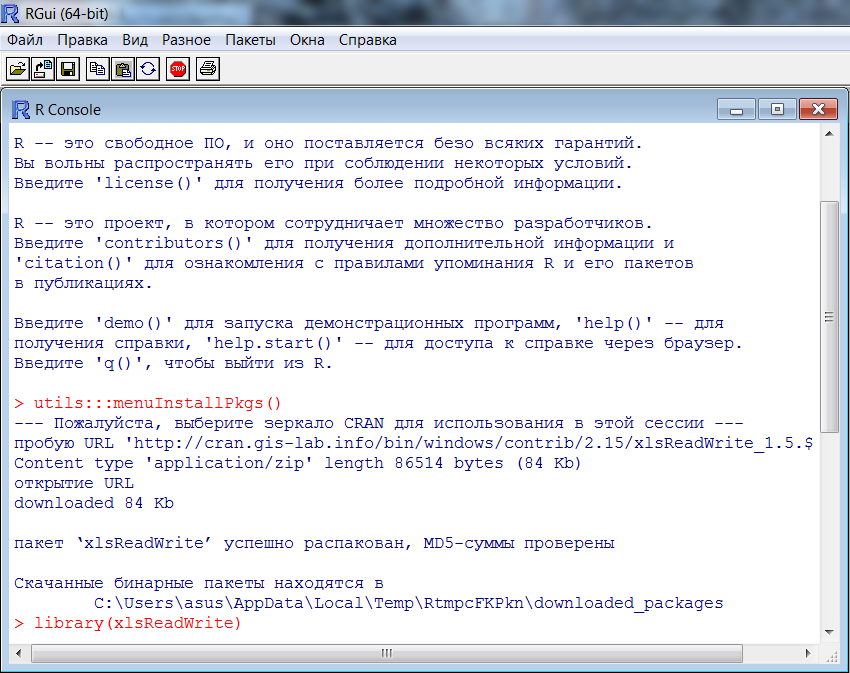 RGui (64-bit)
Файл Правка Вид Разное Пакеты Окна Справка
STOP
R Console
R -- это свободное ПО, и оно поставляется безо всяких гарантий.
Вы вольны распространять его при соблюдении некоторых условий.
Введите 'license()' для получения более подробной информации.
R -- это проект, в котором сотрудничает множество разработчиков.
Введите 'contributors()' для получения дополнительной информации и
'citation()' для ознакомления с правилами упоминания R и его пакетов
в публикациях.
Введите 'demo()' для запуска демонстрационных программ, 'help()' -- для
получения справки, 'help.start()' -- для доступа к справке через браузер.
Введите 'q()', чтобы выйти из R.
> utils:::menuInstallPkgs()
--- Пожалуйста, выберите зеркало CRAN для использования в этой сессии ---
пробую URL 'http://cran.gis-lab.info/bin/windows/contrib/2.15/xlsReadWrite_1.5.$
Content type 'application/zip' length 86514 bytes (84 Kb)
открытие URL
downloaded 84 Kb
пакет ‘xlsReadWrite’ успешно распакован, MD5-суммы проверены
Скачанные бинарные пакеты находятся в
C:\Users\asus\AppData\Local\Temp\RtmpcFKPkn\downloaded_packages
> library(xlsReadWrite)